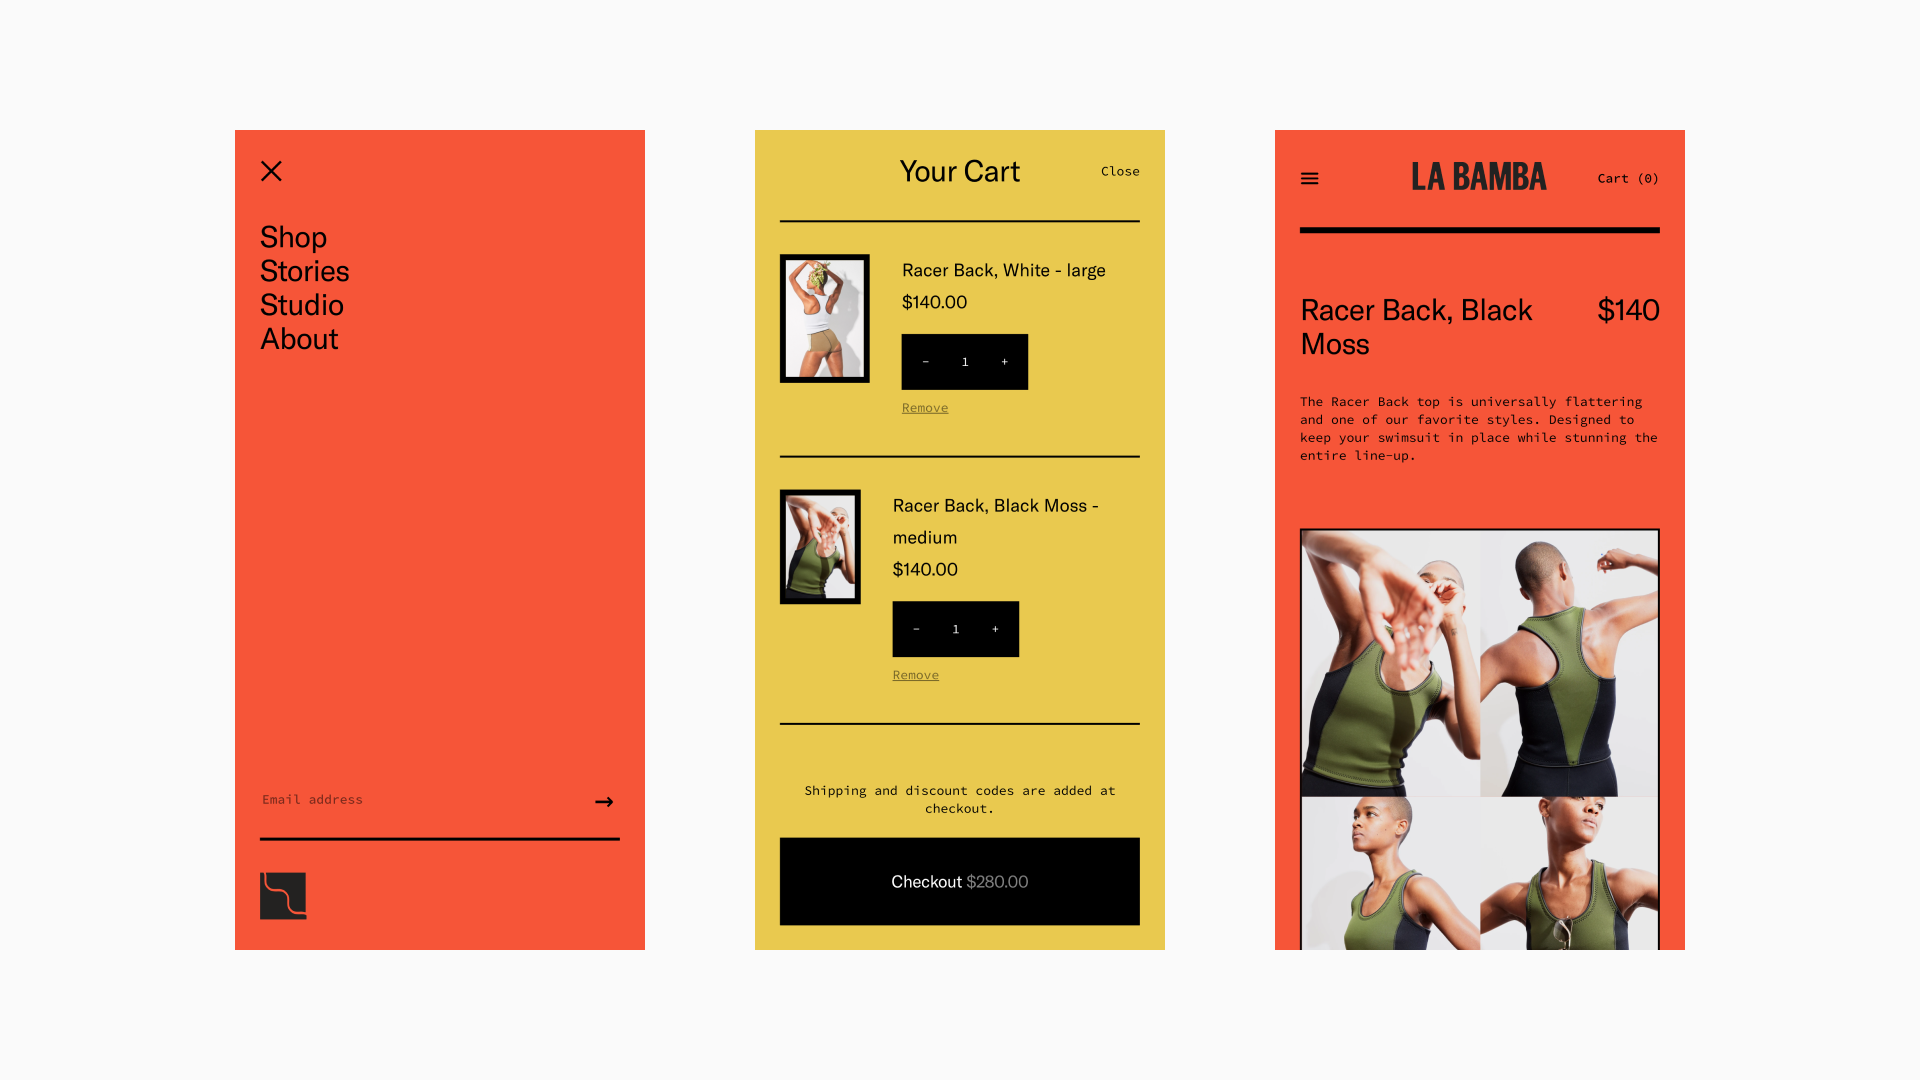 Shop
Stories
Studio
About
Email address
Your Cart
Close
Racer Back, White - large
$140.00
- 1 +
Remove
Racer Back, Black Moss -
medium
$140.00
- 1 +
Remove
Shipping and discount codes are added at
checkout.
Checkout $280.00
LA BAMBA
Cart (0)
Racer Back, Black
Moss
$140
The Racer Back top is universally flattering
and one of our favorite styles. Designed to
keep your swimsuit in place while stunning the
entire line-up.